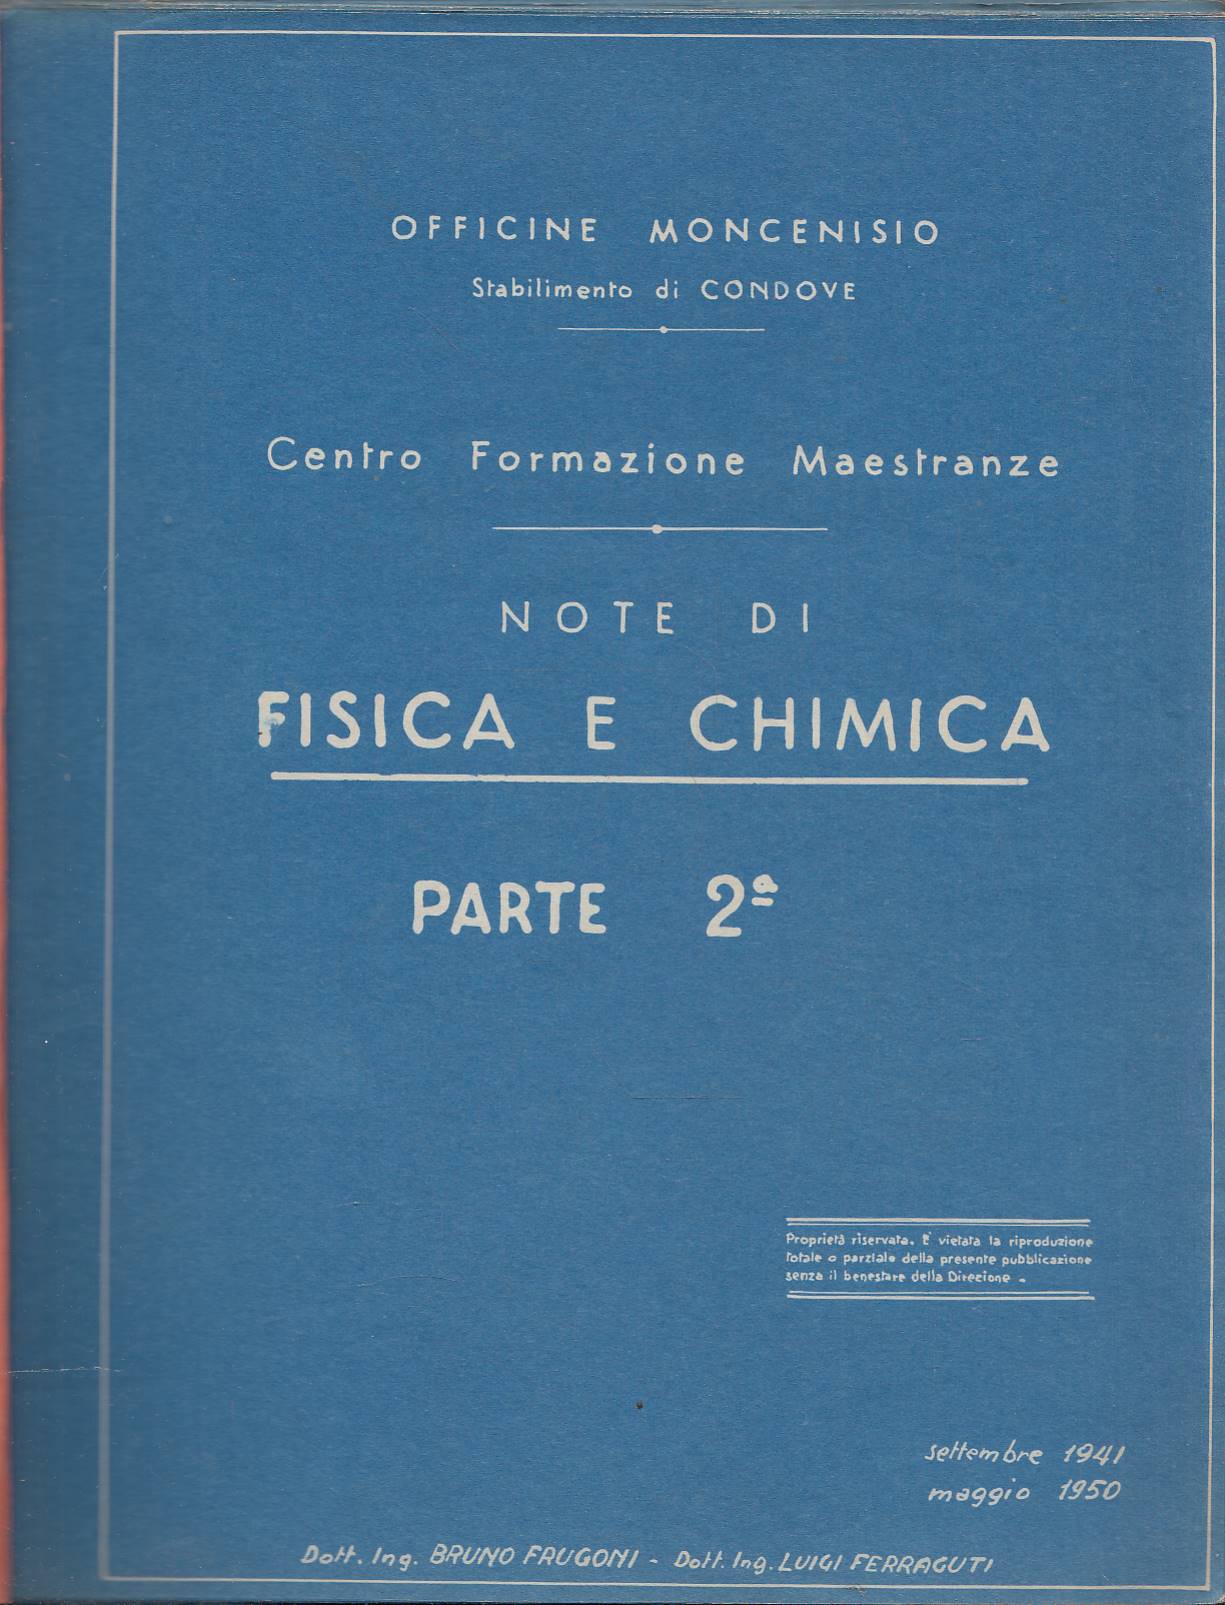 OFFICINE MONCENISIO
Stabilimento di CONDOVE
Centro Formazione Maestranze
NOTE DI
FISICA E CHIMICA
PARTE 2ª
Proprietà riservata. E' vietata la riproduzione
totale o parziale della presente pubblicazione
senza il benestare della Direzione -
settembre 1941
maggio 1950
Dott. Ing. BRUNO FRUGONI - Dott. Ing. LUIGI FERRAGUTI